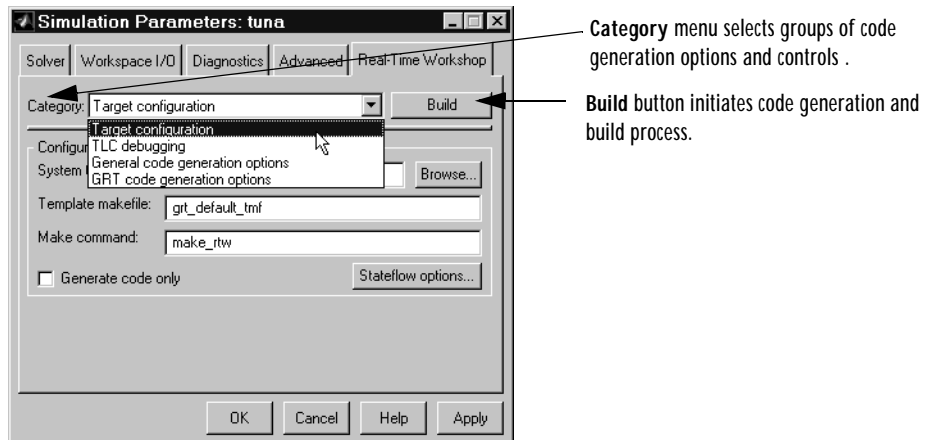 Simulation Parameters: tuna
Solver Workspace I/O Diagnostics Advanced Real-Time Workshop
Category: Target configuration Build
Target configuration
TLC debugging
General code generation options
GRT code generation options
Configur
System Browse...
Template makefile: grt_default_tmf
Make command: make_rtw
Generate code only Stateflow options...
OK Cancel Help Apply
Category menu selects groups of code
generation options and controls .
Build button initiates code generation and
build process.